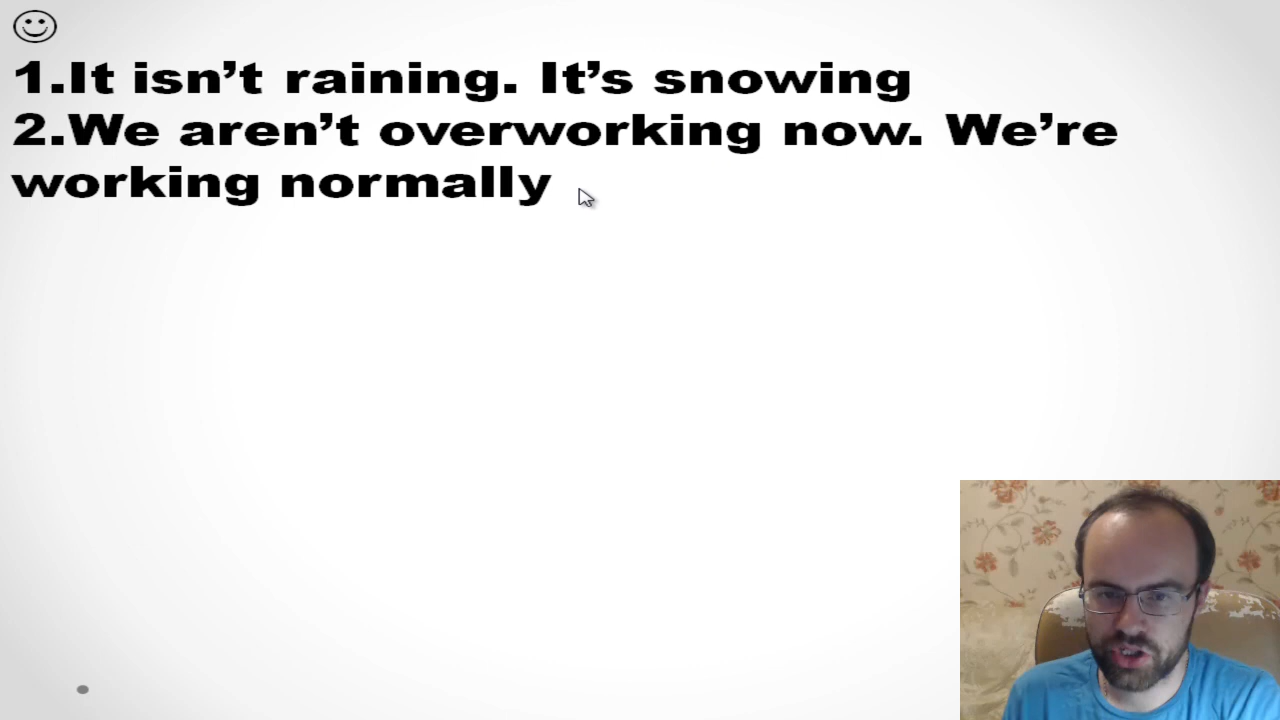 1.It isn’t raining. It’s snowing
2.We aren’t overworking now. We’re
working normally